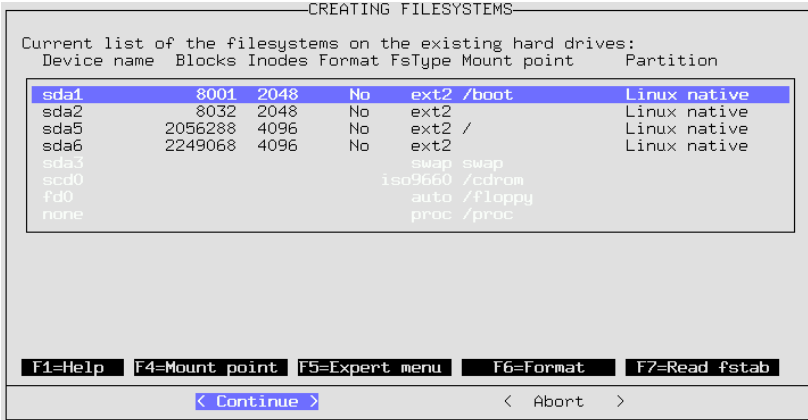 CREATING FILESYSTEMS
Current list of the filesystems on the existing hard drives:
Device name Blocks Inodes Format FsType Mount point Partition
sda1 8001 2048 No ext2 /boot Linux native
sda2 8032 2048 No ext2 Linux native
sda5 2056288 4096 No ext2 / Linux native
sda6 2249068 4096 No ext2 Linux native
sda3 swap swap
scd0 iso9660 /cdrom
fd0 auto /floppy
none proc /proc
F1=Help F4=Mount point F5=Expert menu F6=Format F7=Read fstab
< Continue > < Abort >